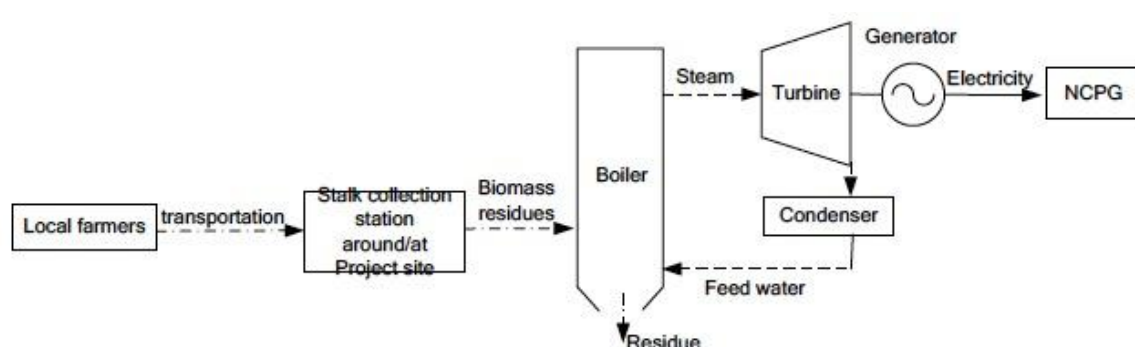 Generator
Steam
Electricity
Turbine
NCPG
Boiler
Biomass
residues
Stalk collection
station
around/at
Project site
transportation
Local farmers
Condenser
Feed water
Residue